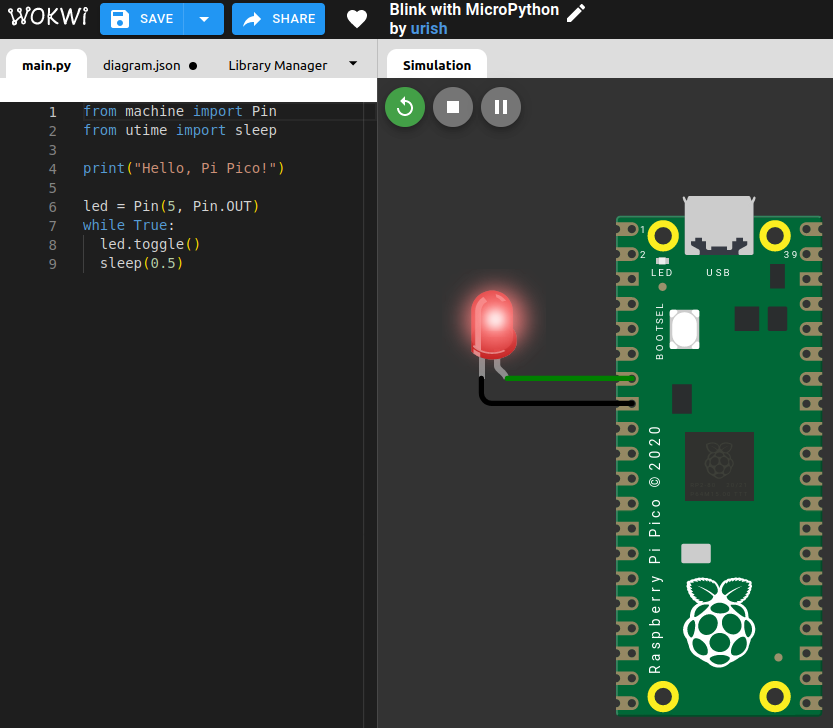 WOKWI
SAVE
SHARE
Blink with MicroPython
by urish
main.py
diagram.json
Library Manager
Simulation
1 from machine import Pin
2 from utime import sleep
3
4 print("Hello, Pi Pico!")
5
6 led = Pin(5, Pin.OUT)
7 while True:
8   led.toggle()
9   sleep(0.5)
1
2
39
LED
USB
BOOTSEL
Raspberry Pi Pico ©2020